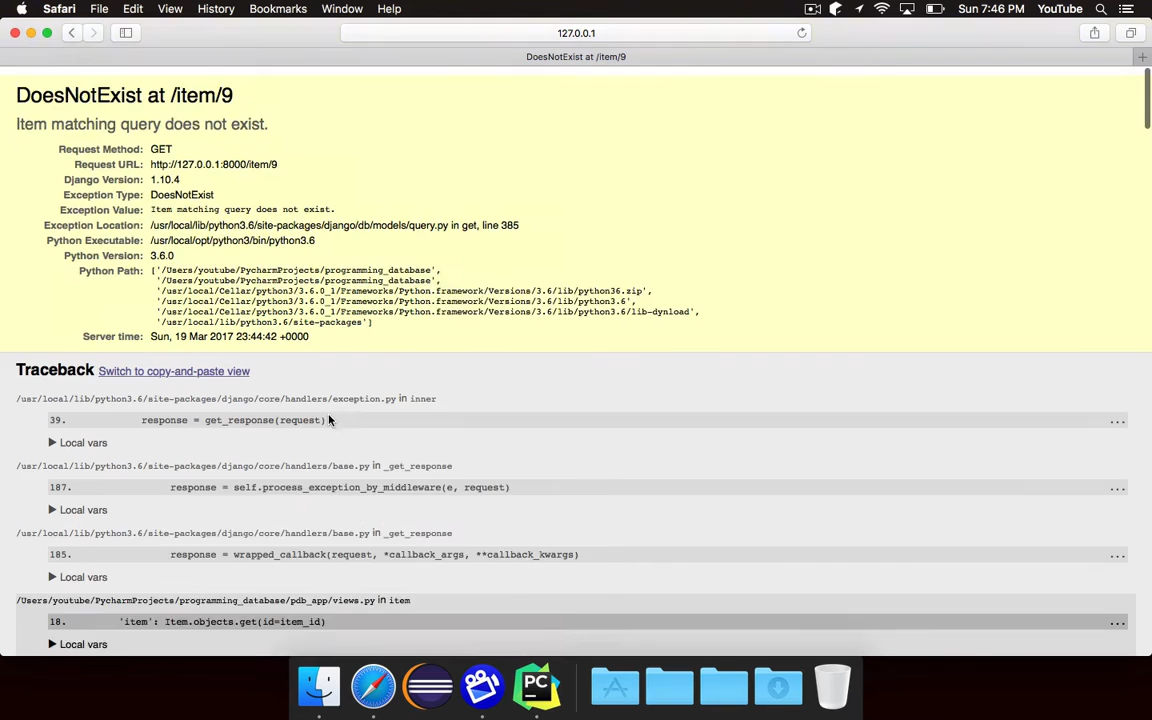 Safari File Edit View History Bookmarks Window Help Sun 7:46 PM YouTube
127.0.0.1
DoesNotExist at /item/9
DoesNotExist at /item/9
Item matching query does not exist.
Request Method: GET
Request URL: http://127.0.0.1:8000/item/9
Django Version: 1.10.4
Exception Type: DoesNotExist
Exception Value: Item matching query does not exist.
Exception Location: /usr/local/lib/python3.6/site-packages/django/db/models/query.py in get, line 385
Python Executable: /usr/local/opt/python3/bin/python3.6
Python Version: 3.6.0
Python Path: ['/Users/youtube/PycharmProjects/programming_database',
'/Users/youtube/PycharmProjects/programming_database',
'/usr/local/Cellar/python3/3.6.0_1/Frameworks/Python.framework/Versions/3.6/lib/python36.zip',
'/usr/local/Cellar/python3/3.6.0_1/Frameworks/Python.framework/Versions/3.6/lib/python3.6',
'/usr/local/Cellar/python3/3.6.0_1/Frameworks/Python.framework/Versions/3.6/lib/python3.6/lib-dynload',
'/usr/local/lib/python3.6/site-packages']
Server time: Sun, 19 Mar 2017 23:44:42 +0000
Traceback Switch to copy-and-paste view
/usr/local/lib/python3.6/site-packages/django/core/handlers/exception.py in inner
39. response = get_response(request) ...
▶ Local vars
/usr/local/lib/python3.6/site-packages/django/core/handlers/base.py in _get_response
187. response = self.process_exception_by_middleware(e, request) ...
▶ Local vars
/usr/local/lib/python3.6/site-packages/django/core/handlers/base.py in _get_response
185. response = wrapped_callback(request, *callback_args, **callback_kwargs) ...
▶ Local vars
/Users/youtube/PycharmProjects/programming_database/pdb_app/views.py in item
18. 'item': Item.objects.get(id=item_id) ...
▶ Local vars
PC